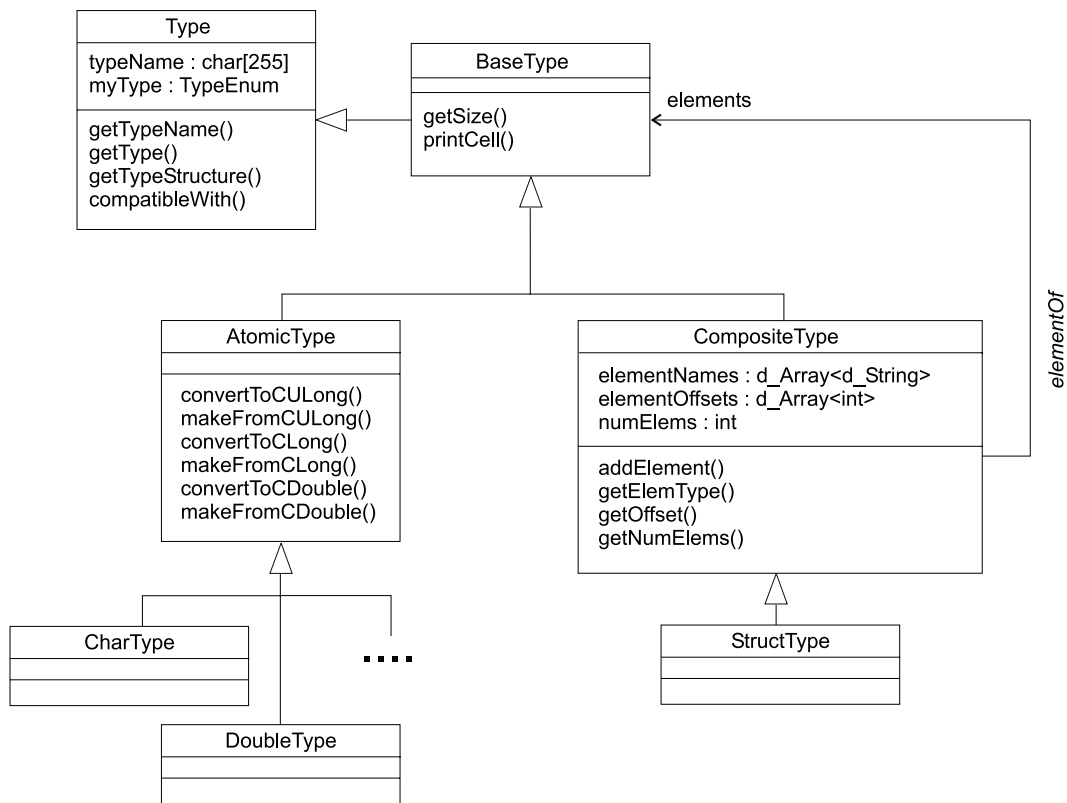 Type
typeName : char[255]
myType : TypeEnum
getTypeName()
getType()
getTypeStructure()
compatibleWith()
BaseType
getSize()
printCell()
elements
elementOf
AtomicType
convertToCULong()
makeFromCULong()
convertToCLong()
makeFromCLong()
convertToCDouble()
makeFromCDouble()
CompositeType
elementNames : d_Array<d_String>
elementOffsets : d_Array<int>
numElems : int
addElement()
getElemType()
getOffset()
getNumElems()
CharType
....
StructType
DoubleType